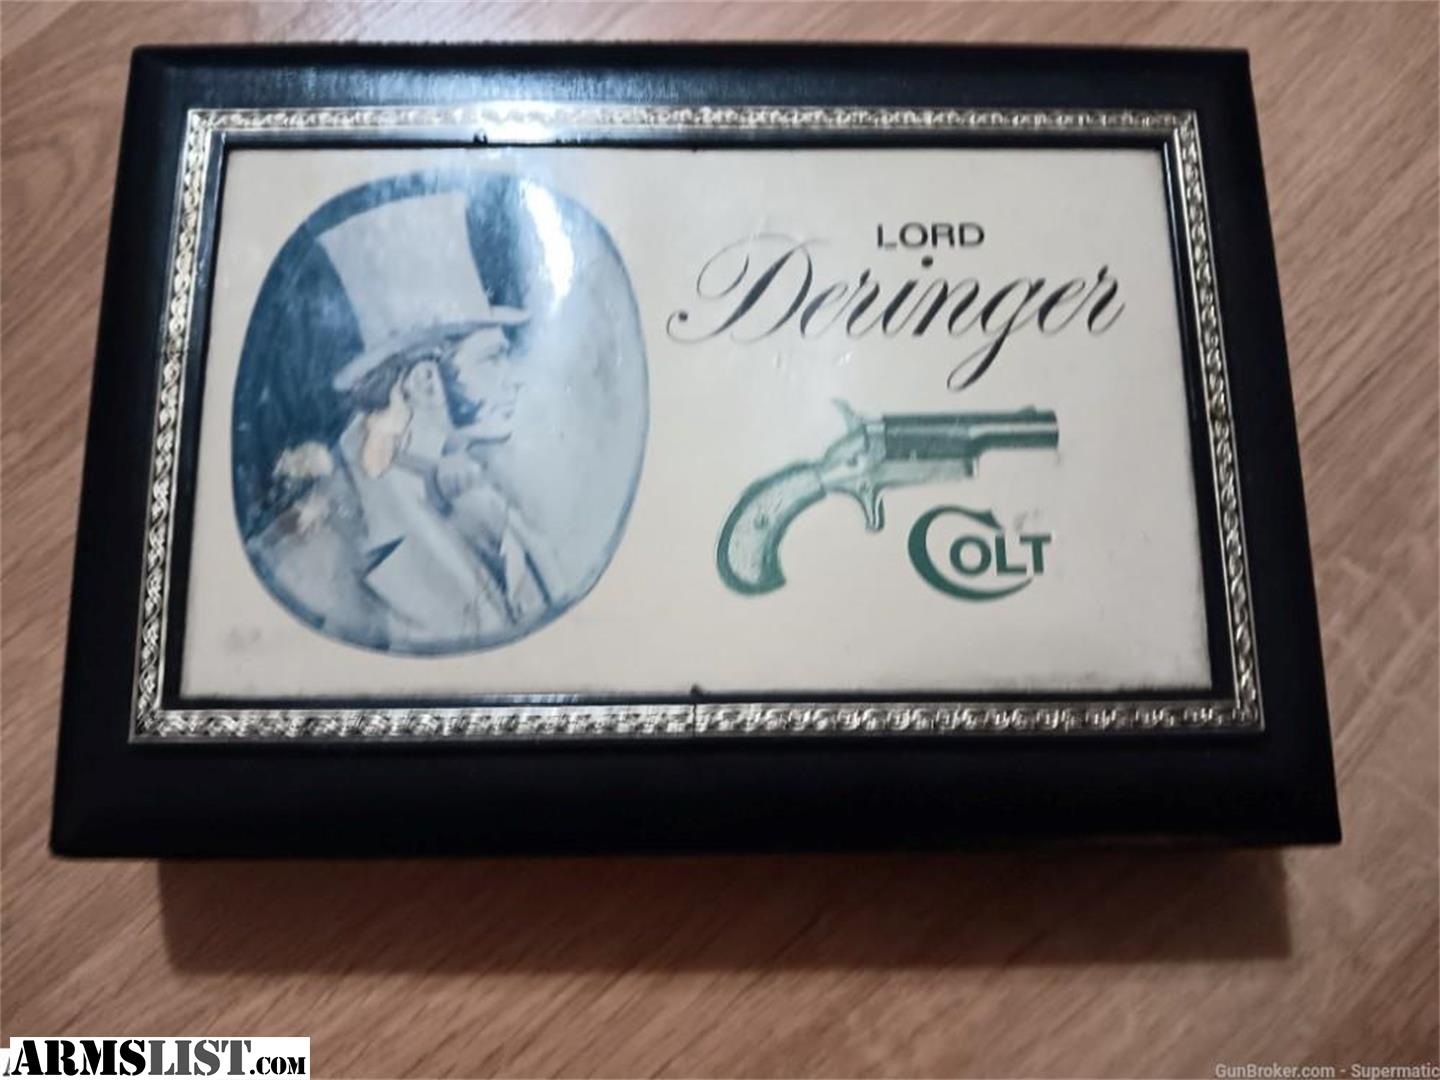 LORD
Deringer
COLT
ARMSLIST.COM
GunBroker.com - Supermatic